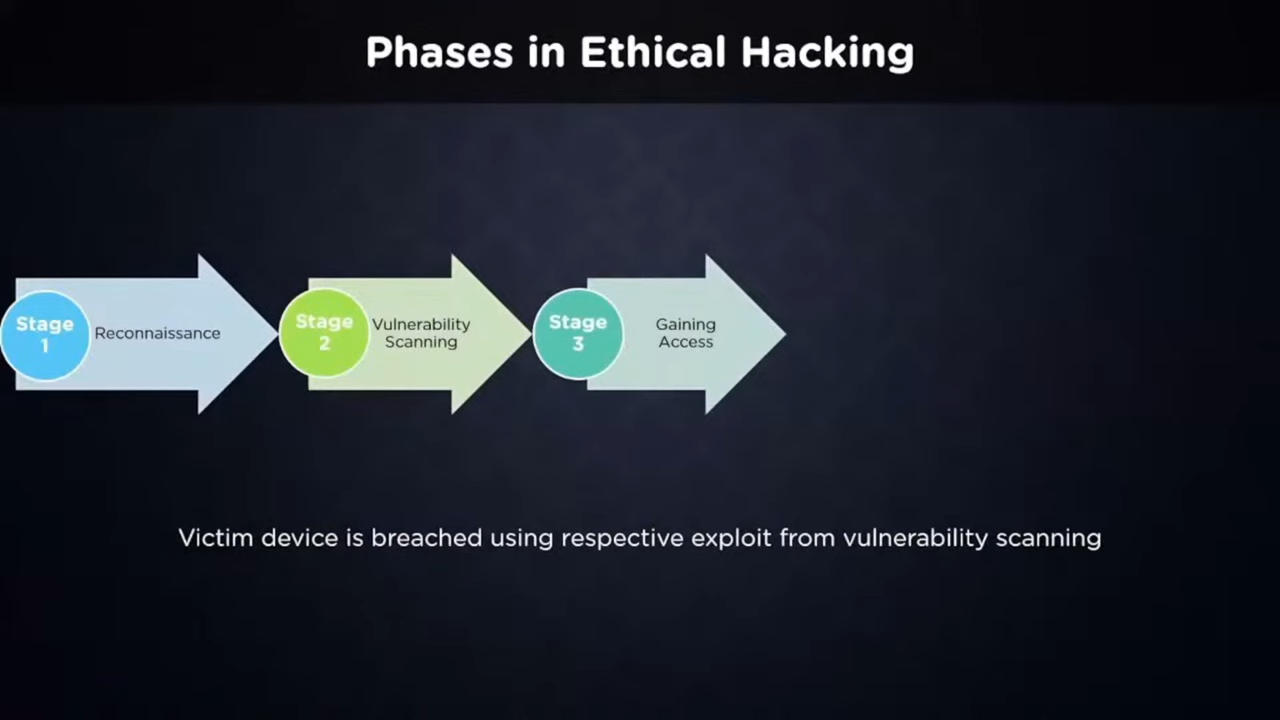 Phases in Ethical Hacking
Stage
1
Reconnaissance
Stage
2
Vulnerability
Scanning
Stage
3
Gaining
Access
Victim device is breached using respective exploit from vulnerability scanning